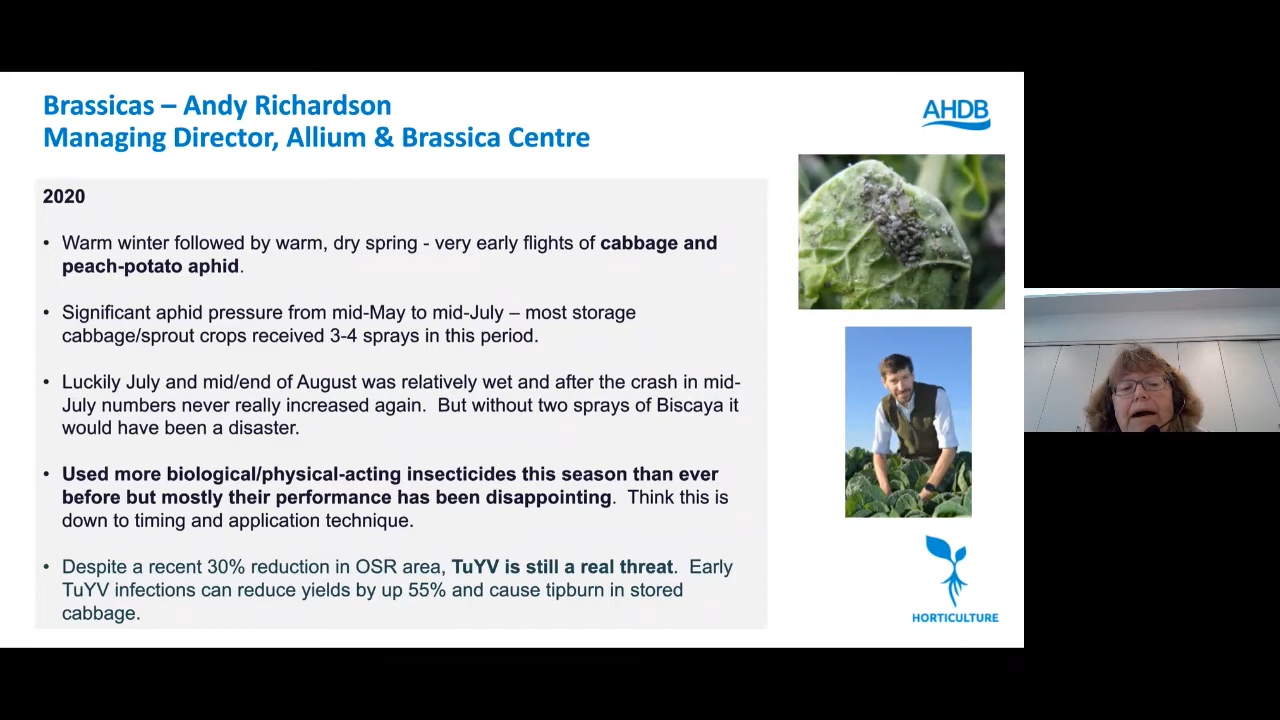 Brassicas – Andy Richardson
Managing Director, Allium & Brassica Centre
AHDB
2020
• Warm winter followed by warm, dry spring - very early flights of cabbage and
peach-potato aphid.
• Significant aphid pressure from mid-May to mid-July – most storage
cabbage/sprout crops received 3-4 sprays in this period.
• Luckily July and mid/end of August was relatively wet and after the crash in mid-
July numbers never really increased again.  But without two sprays of Biscaya it
would have been a disaster.
• Used more biological/physical-acting insecticides this season than ever
before but mostly their performance has been disappointing.  Think this is
down to timing and application technique.
• Despite a recent 30% reduction in OSR area, TuYV is still a real threat.  Early
TuYV infections can reduce yields by up 55% and cause tipburn in stored
cabbage.
HORTICULTURE